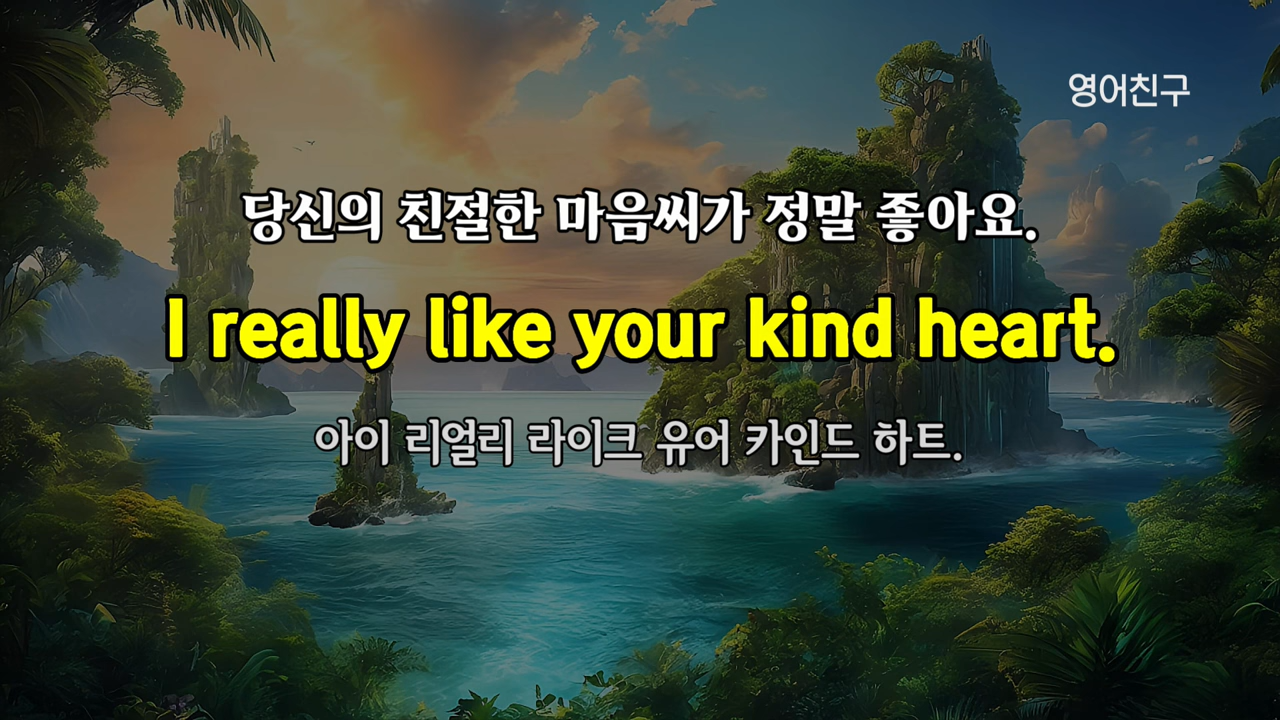 영어친구
당신의 친절한 마음씨가 정말 좋아요.
I really like your kind heart.
아이 리얼리 라이크 유어 카인드 하트.